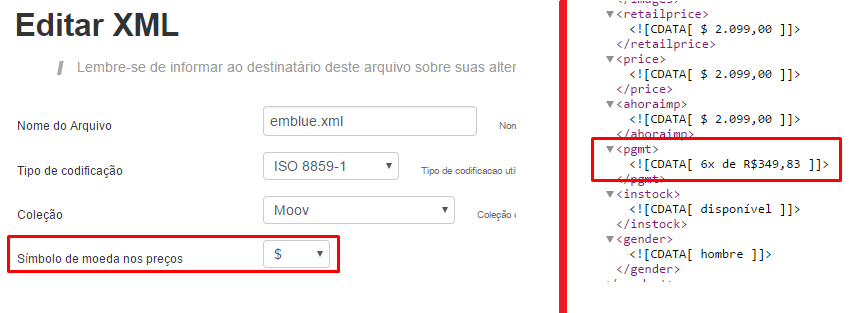 Editar XML
Lembre-se de informar ao destinatário deste arquivo sobre suas alter
Nome do Arquivo emblue.xml Non
Tipo de codificação ISO 8859-1 Tipo de codificacao util
Coleção Moov Coleção
Símbolo de moeda nos preços $
</images>
▼<retailprice>
<![CDATA[ $ 2.099,00 ]]>
</retailprice>
▼<price>
<![CDATA[ $ 2.099,00 ]]>
</price>
▼<ahoraimp>
<![CDATA[ $ 2.099,00 ]]>
</ahoraimp>
▼<pgmt>
<![CDATA[ 6x de R$349,83 ]]>
</pgmt>
▼<instock>
<![CDATA[ disponível ]]>
</instock>
▼<gender>
<![CDATA[ hombre ]]>
</gender>